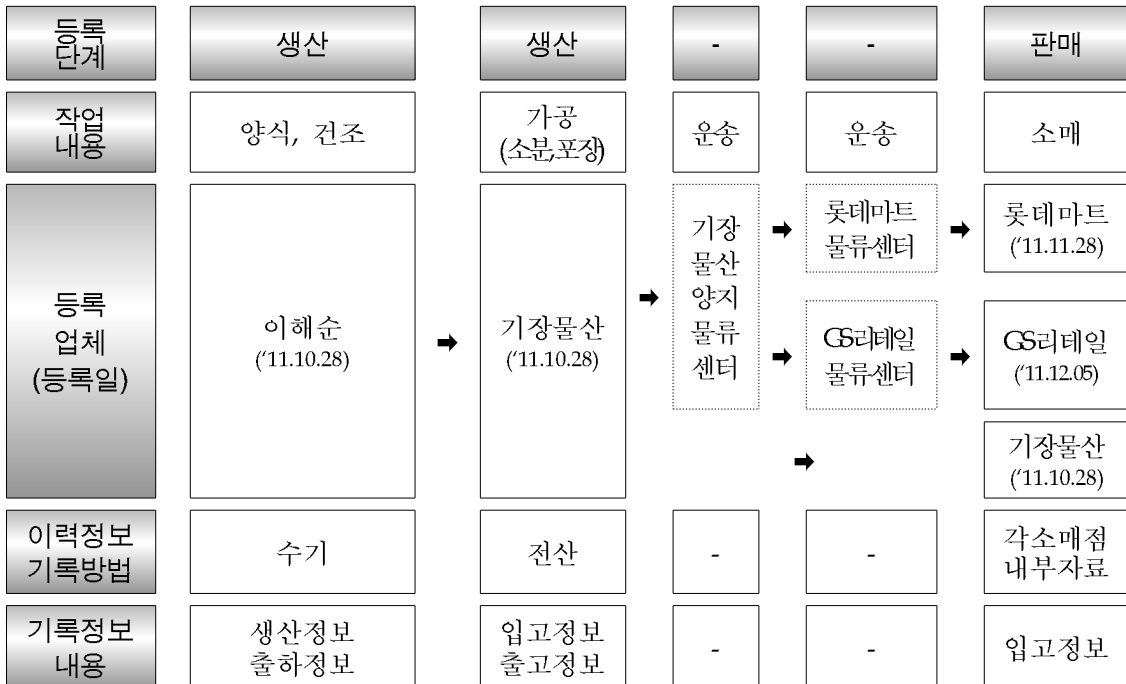 등록
단계
생산
생산
-
-
판매
작업
내용
양식, 건조
가공
(소분,포장)
운송
운송
소매
등록
업체
(등록일)
이해순
('11.10.28)
기장물산
('11.10.28)
기장
물산
양지
물류
센터
롯데마트
물류센터
롯데마트
('11.11.28)
GS리테일
물류센터
GS리테일
('11.12.05)
기장물산
('11.10.28)
이력정보
기록방법
수기
전산
-
-
각소매점
내부자료
기록정보
내용
생산정보
출하정보
입고정보
출고정보
-
-
입고정보